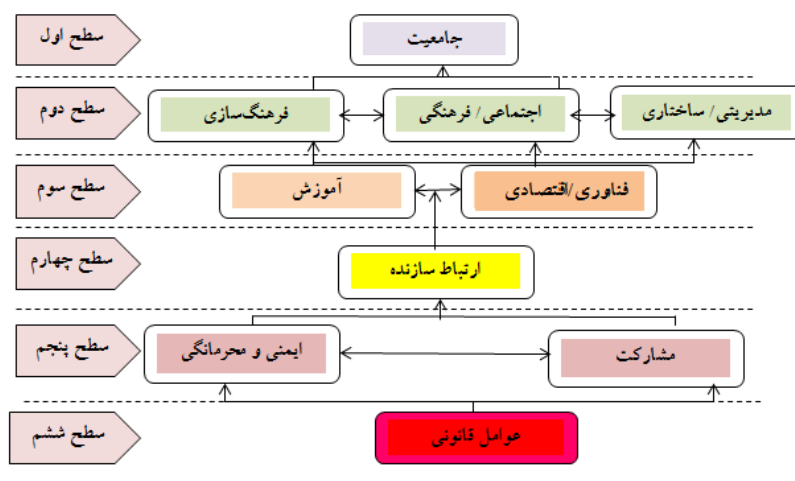 سطح اول
جامعیت
سطح دوم
مدیریتی/ ساختاری
اجتماعی/ فرهنگی
فرهنگ‌سازی
سطح سوم
فناوری/اقتصادی
آموزش
سطح چهارم
ارتباط سازنده
سطح پنجم
مشارکت
ایمنی و محرمانگی
سطح ششم
عوامل قانونی